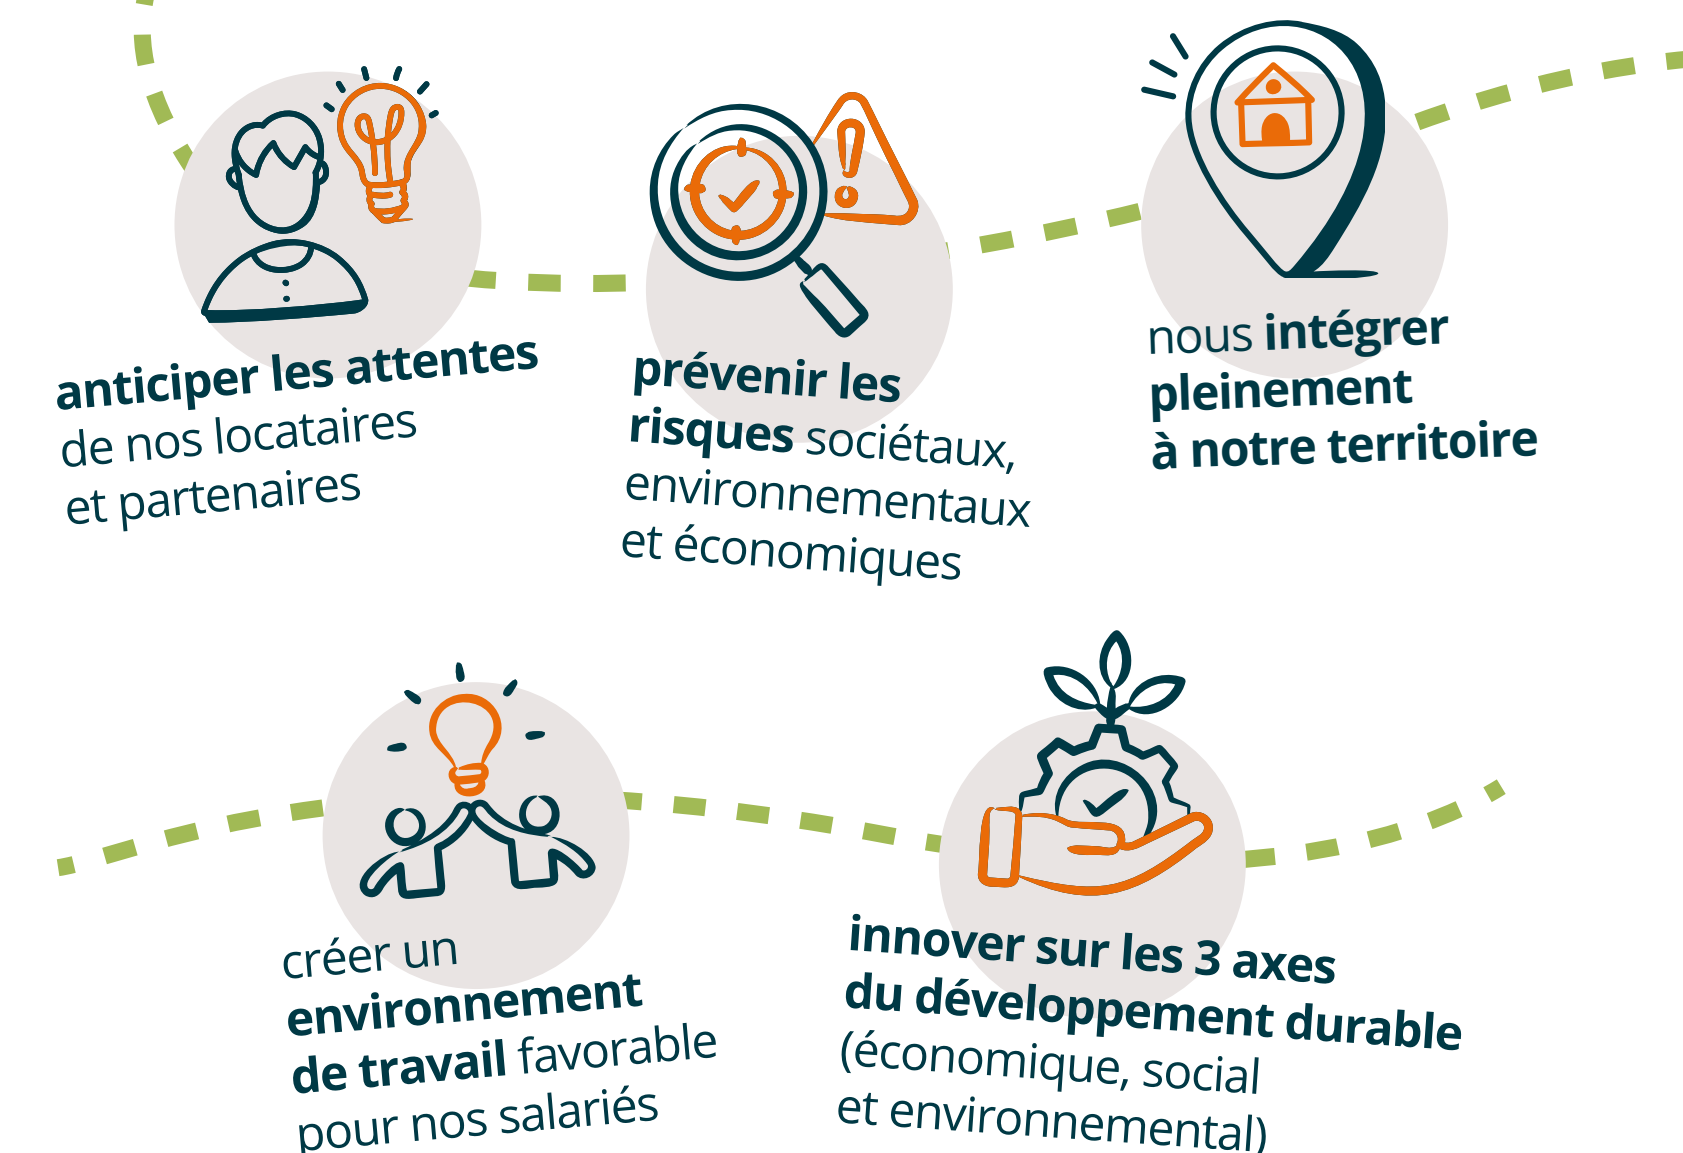 anticiper les attentes
de nos locataires
et partenaires
prévenir les
risques sociétaux,
environnementaux
et économiques
nous intégrer
pleinement
à notre territoire
créer un
environnement
de travail favorable
pour nos salariés
innover sur les 3 axes
du développement durable
(économique, social
et environnemental)